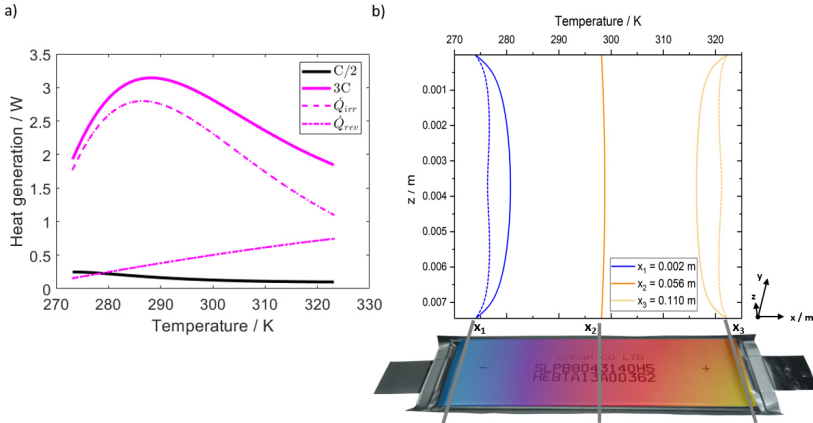 a)
Heat generation / W
3.5
3
2.5
2
1.5
1
0.5
0
270 280 290 300 310 320 330
Temperature / K
C/2
3C
Q̇irr
Q̇rev
b)
Temperature / K
270 280 290 300 310 320
z / m
0.001
0.002
0.003
0.004
0.005
0.006
0.007
x₁ = 0.002 m
x₂ = 0.056 m
x₃ = 0.110 m
y
z
x / m
x₁ x₂ x₃
KOKAM CO LTD
SLPB8043140H5
HEBTA13A00362
- +